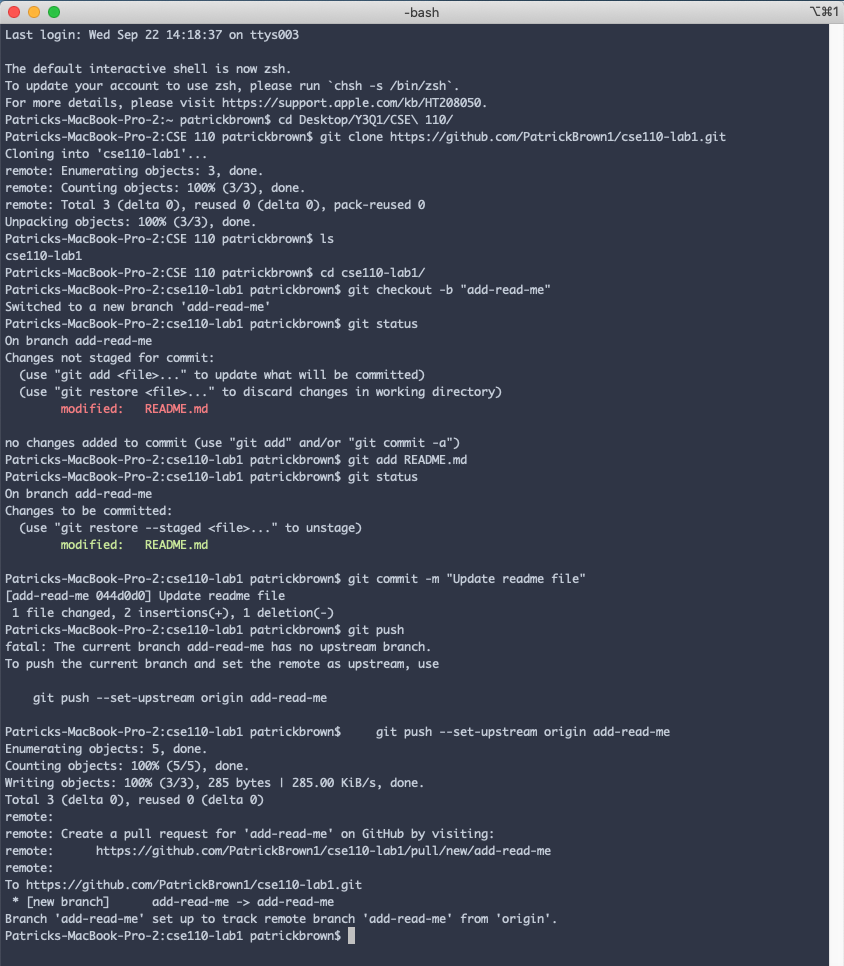 -bash
⌥⌘1
Last login: Wed Sep 22 14:18:37 on ttys003
The default interactive shell is now zsh.
To update your account to use zsh, please run `chsh -s /bin/zsh`.
For more details, please visit https://support.apple.com/kb/HT208050.
Patricks-MacBook-Pro-2:~ patrickbrown$ cd Desktop/Y3Q1/CSE\ 110/
Patricks-MacBook-Pro-2:CSE 110 patrickbrown$ git clone https://github.com/PatrickBrown1/cse110-lab1.git
Cloning into 'cse110-lab1'...
remote: Enumerating objects: 3, done.
remote: Counting objects: 100% (3/3), done.
remote: Total 3 (delta 0), reused 0 (delta 0), pack-reused 0
Unpacking objects: 100% (3/3), done.
Patricks-MacBook-Pro-2:CSE 110 patrickbrown$ ls
cse110-lab1
Patricks-MacBook-Pro-2:CSE 110 patrickbrown$ cd cse110-lab1/
Patricks-MacBook-Pro-2:cse110-lab1 patrickbrown$ git checkout -b "add-read-me"
Switched to a new branch 'add-read-me'
Patricks-MacBook-Pro-2:cse110-lab1 patrickbrown$ git status
On branch add-read-me
Changes not staged for commit:
  (use "git add <file>..." to update what will be committed)
  (use "git restore <file>..." to discard changes in working directory)
        modified:   README.md
no changes added to commit (use "git add" and/or "git commit -a")
Patricks-MacBook-Pro-2:cse110-lab1 patrickbrown$ git add README.md
Patricks-MacBook-Pro-2:cse110-lab1 patrickbrown$ git status
On branch add-read-me
Changes to be committed:
  (use "git restore --staged <file>..." to unstage)
        modified:   README.md
Patricks-MacBook-Pro-2:cse110-lab1 patrickbrown$ git commit -m "Update readme file"
[add-read-me 044d0d0] Update readme file
 1 file changed, 2 insertions(+), 1 deletion(-)
Patricks-MacBook-Pro-2:cse110-lab1 patrickbrown$ git push
fatal: The current branch add-read-me has no upstream branch.
To push the current branch and set the remote as upstream, use
    git push --set-upstream origin add-read-me
Patricks-MacBook-Pro-2:cse110-lab1 patrickbrown$     git push --set-upstream origin add-read-me
Enumerating objects: 5, done.
Counting objects: 100% (5/5), done.
Writing objects: 100% (3/3), 285 bytes | 285.00 KiB/s, done.
Total 3 (delta 0), reused 0 (delta 0)
remote:
remote: Create a pull request for 'add-read-me' on GitHub by visiting:
remote:      https://github.com/PatrickBrown1/cse110-lab1/pull/new/add-read-me
remote:
To https://github.com/PatrickBrown1/cse110-lab1.git
 * [new branch]      add-read-me -> add-read-me
Branch 'add-read-me' set up to track remote branch 'add-read-me' from 'origin'.
Patricks-MacBook-Pro-2:cse110-lab1 patrickbrown$